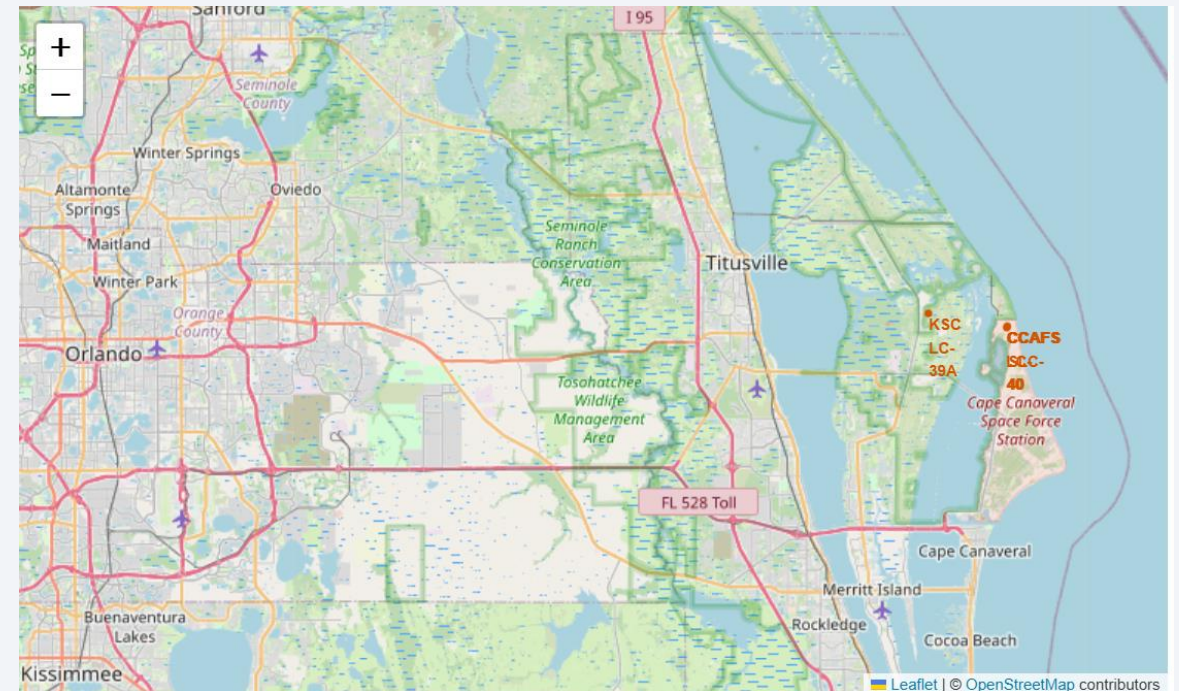 Sanford
I 95
+
−
Seminole
County
Winter Springs
Altamonte
Springs
Oviedo
Maitland
Seminole
Ranch
Conservation
Area
Titusville
Winter Park
Orange
County
KSC
LC-
39A
CCAFS
40
Orlando
Tosohatchee
Wildlife
Management
Area
Cape Canaveral
Space Force
Station
FL 528 Toll
Cape Canaveral
Merritt Island
Buenaventura
Lakes
Rockledge
Cocoa Beach
Kissimmee
Leaflet | © OpenStreetMap contributors